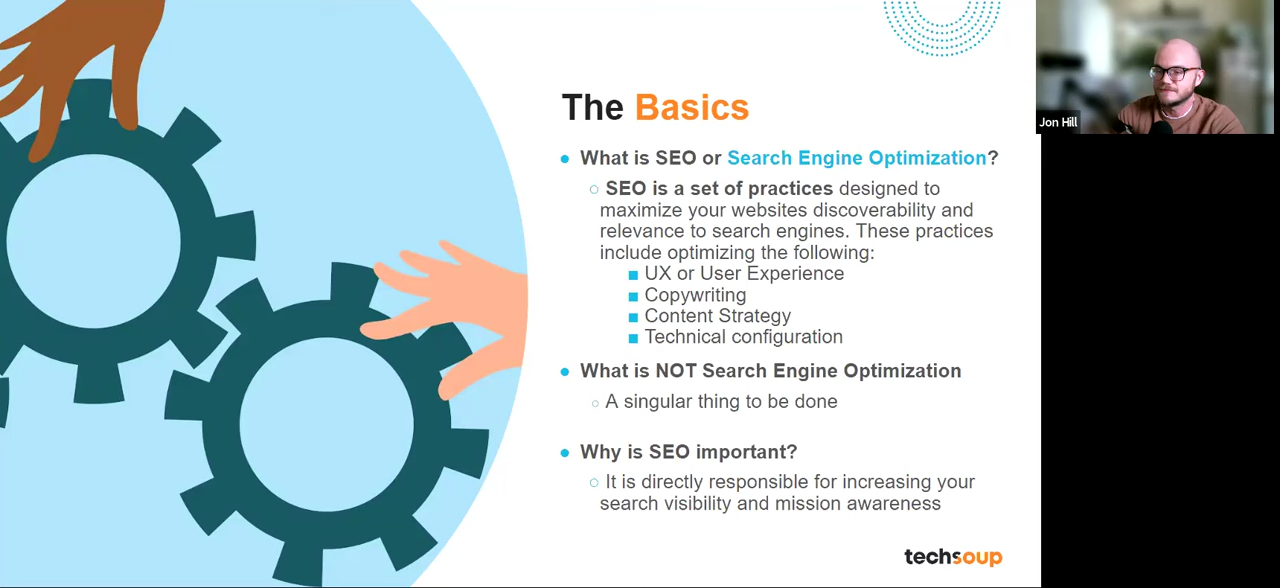 The Basics
What is SEO or Search Engine Optimization?
SEO is a set of practices designed to
maximize your websites discoverability and
relevance to search engines. These practices
include optimizing the following:
UX or User Experience
Copywriting
Content Strategy
Technical configuration
What is NOT Search Engine Optimization
A singular thing to be done
Why is SEO important?
It is directly responsible for increasing your
search visibility and mission awareness
techsoup
Jon Hill